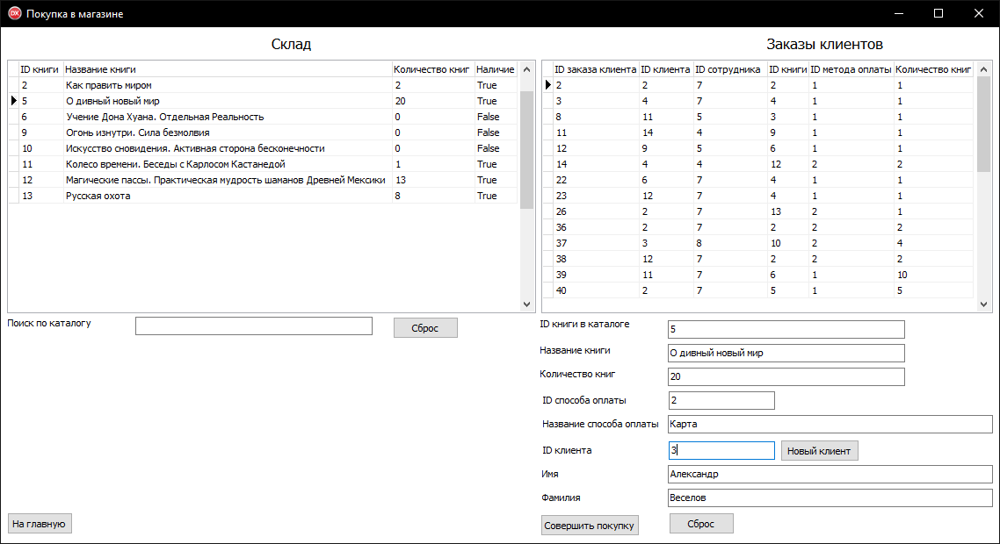 DX Покупка в магазине
Склад
ID книги Название книги Количество книг Наличие
2 Как править миром 2 True
5 О дивный новый мир 20 True
6 Учение Дона Хуана. Отдельная Реальность 0 False
9 Огонь изнутри. Сила безмолвия 0 False
10 Искусство сновидения. Активная сторона бесконечности 0 False
11 Колесо времени. Беседы с Карлосом Кастанедой 1 True
12 Магические пассы. Практическая мудрость шаманов Древней Мексики 13 True
13 Русская охота 8 True
Поиск по каталогу Сброс
На главную
Заказы клиентов
ID заказа клиента ID клиента ID сотрудника ID книги ID метода оплаты Количество книг
2 2 7 2 1 1
3 4 7 4 1 1
8 11 5 3 1 1
11 14 4 9 1 1
12 9 5 6 1 1
14 4 4 12 2 2
22 6 7 4 1 1
23 12 7 4 1 1
26 2 7 13 2 1
36 2 7 2 2 2
37 3 8 10 2 4
38 12 7 2 2 2
39 11 7 6 1 10
40 2 7 5 1 5
ID книги в каталоге 5
Название книги О дивный новый мир
Количество книг 20
ID способа оплаты 2
Название способа оплаты Карта
ID клиента 3 Новый клиент
Имя Александр
Фамилия Веселов
Совершить покупку Сброс